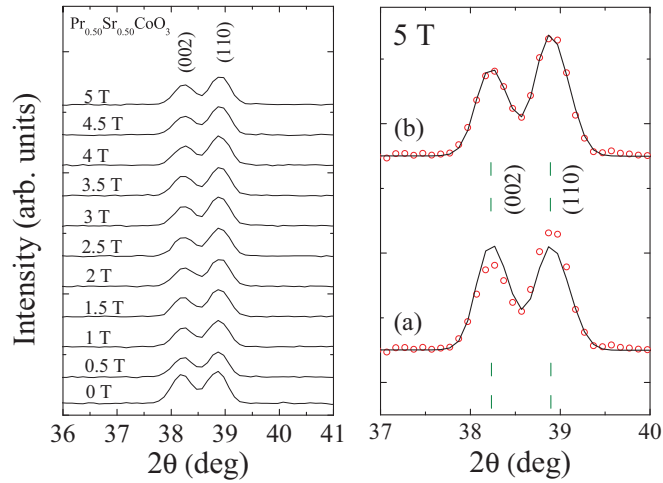 Pr0.50Sr0.50CoO3
(002)
(110)
5 T
4.5 T
4 T
3.5 T
3 T
2.5 T
2 T
1.5 T
1 T
0.5 T
0 T
Intensity (arb. units)
36 37 38 39 40 41
2θ (deg)
5 T
(b)
(002)
(110)
(a)
37 38 39 40
2θ (deg)